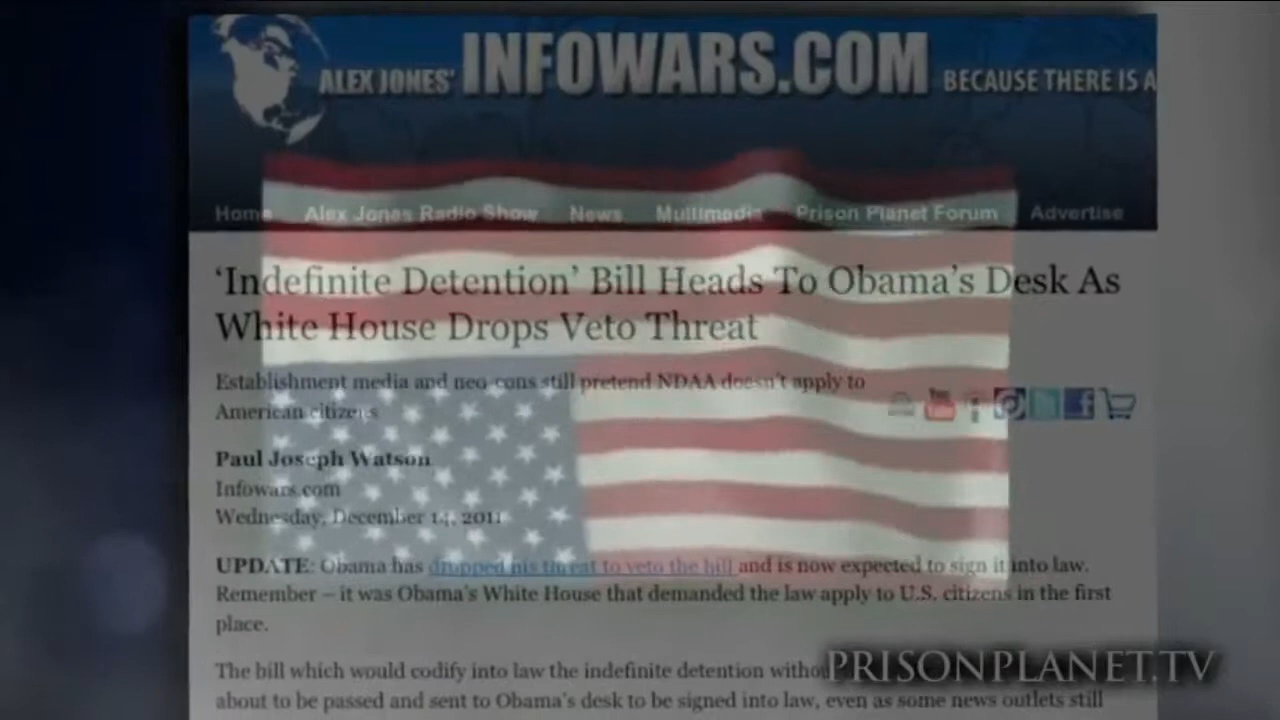 ALEX JONES' INFOWARS.COM BECAUSE THERE IS A
Home Alex Jones Radio Show News Multimedia Prison Planet Forum Advertise
‘Indefinite Detention’ Bill Heads To Obama’s Desk As
White House Drops Veto Threat
Establishment media and neo-cons still pretend NDAA doesn’t apply to
American citizens
Paul Joseph Watson
Infowars.com
Wednesday, December 14, 2011
UPDATE: Obama has dropped his threat to veto the bill and is now expected to sign it into law.
Remember – it was Obama’s White House that demanded the law apply to U.S. citizens in the first
place.
The bill which would codify into law the indefinite detention withou
PRISONPLANET.TV
about to be passed and sent to Obama’s desk to be signed into law, even as some news outlets still